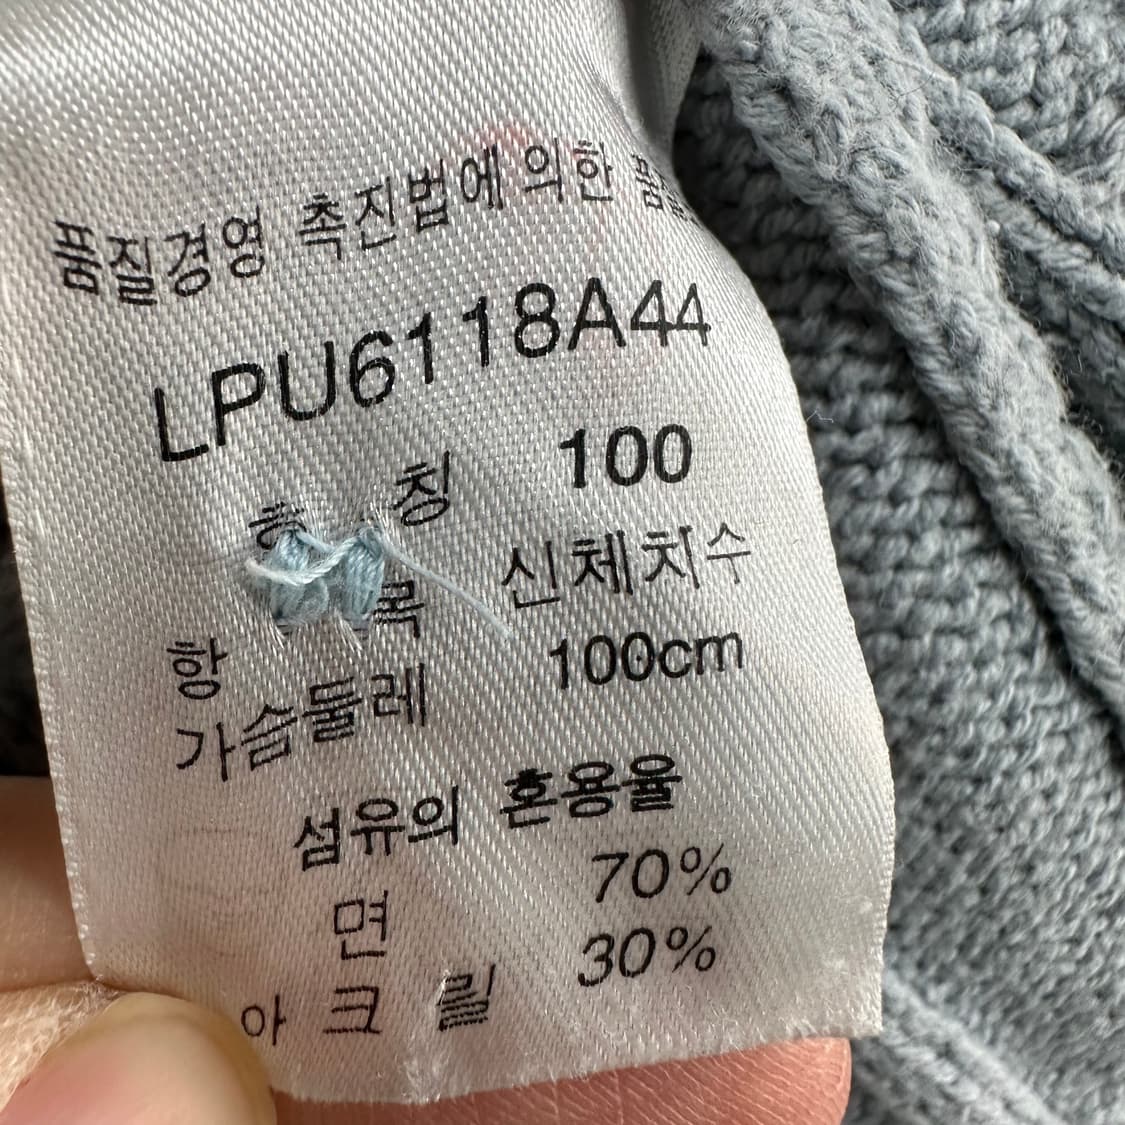 품질경영 촉진법에 의한
LPU6118A44
칭 100
항 신체치수
가슴둘레 100cm
섬유의 혼용율
면 70%
아크릴 30%